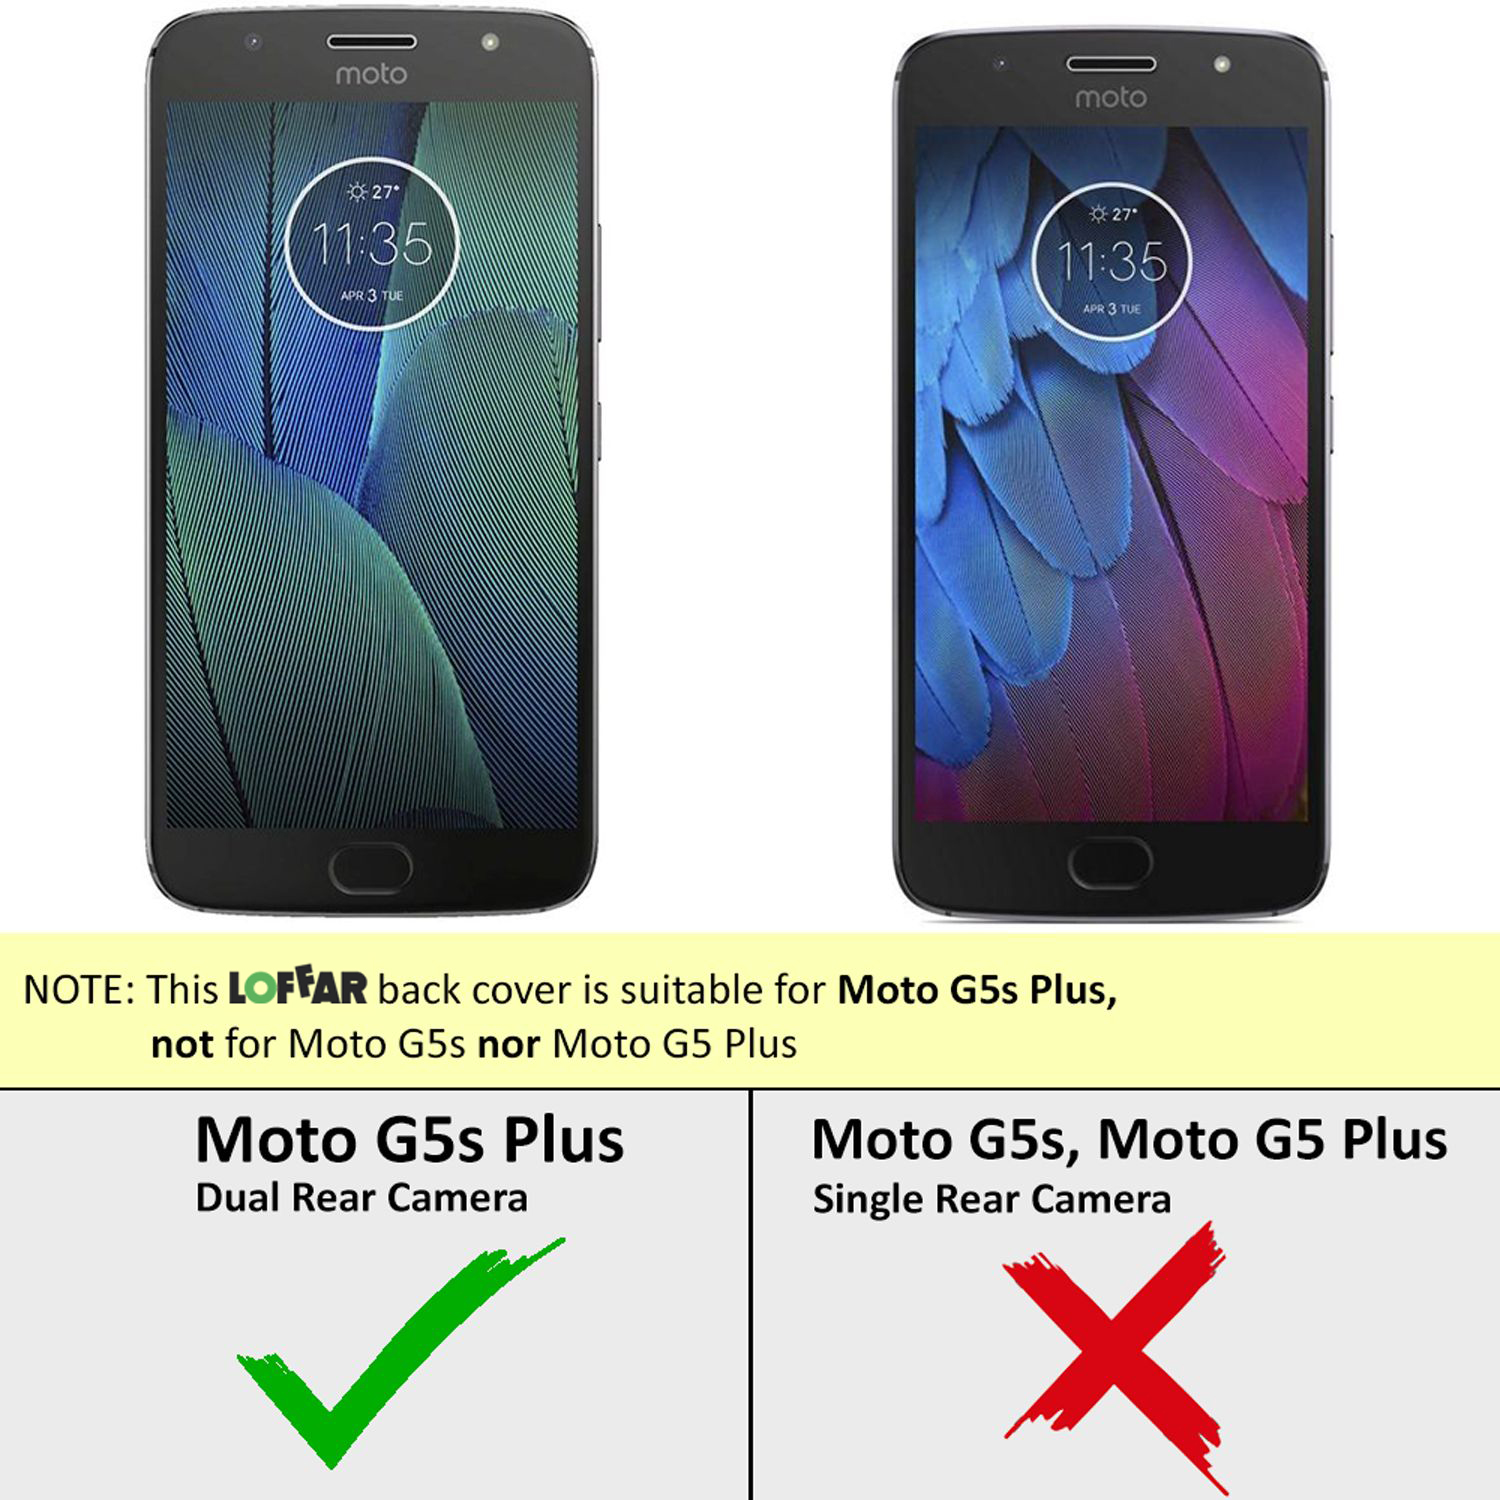 moto
27°
11:35
APR 3 TUE
moto
27°
11:35
APR 3 TUE
NOTE: This LOFFAR back cover is suitable for Moto G5s Plus,
not for Moto G5s nor Moto G5 Plus
Moto G5s Plus
Dual Rear Camera
Moto G5s, Moto G5 Plus
Single Rear Camera